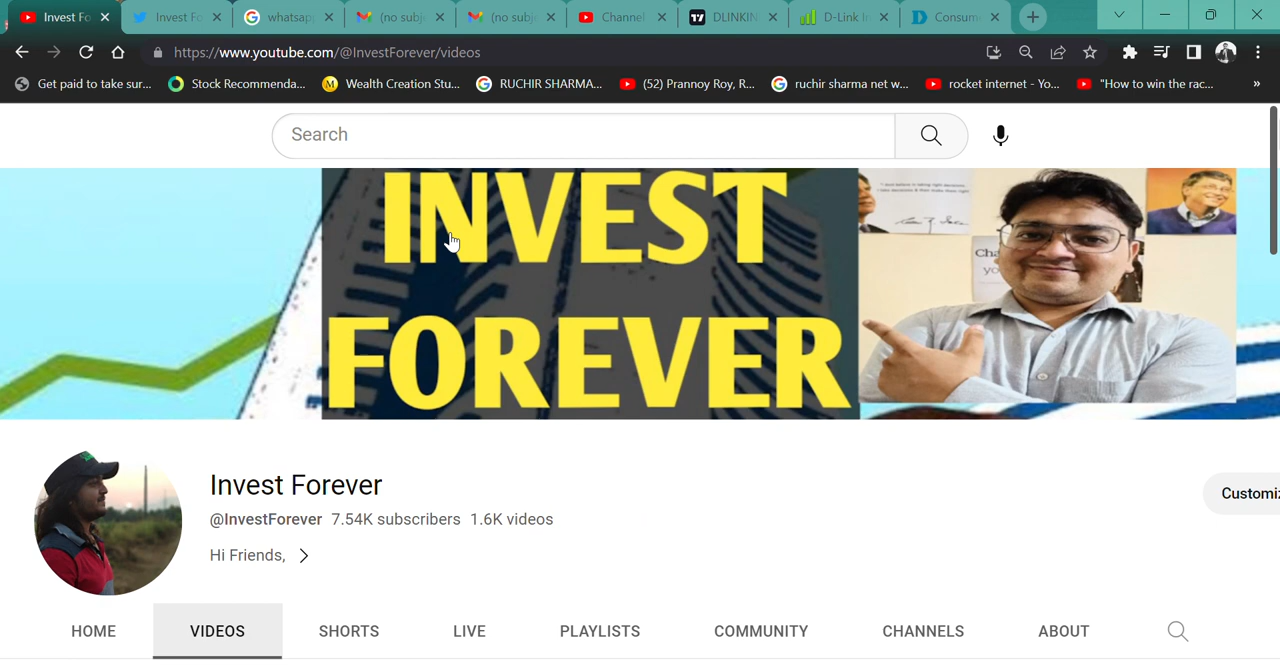 Invest Fo
Invest Fo
whatsap
(no subj
(no subj
Channel
DLINKIN
D-Link I
Consum
https://www.youtube.com/@InvestForever/videos
Get paid to take sur...
Stock Recommenda...
Wealth Creation Stu...
RUCHIR SHARMA...
(52) Prannoy Roy, R...
ruchir sharma net w...
rocket internet - Yo...
"How to win the rac...
»
Search
INVEST
FOREVER
Invest Forever
@InvestForever 7.54K subscribers 1.6K videos
Hi Friends,
Customiz
HOME
VIDEOS
SHORTS
LIVE
PLAYLISTS
COMMUNITY
CHANNELS
ABOUT